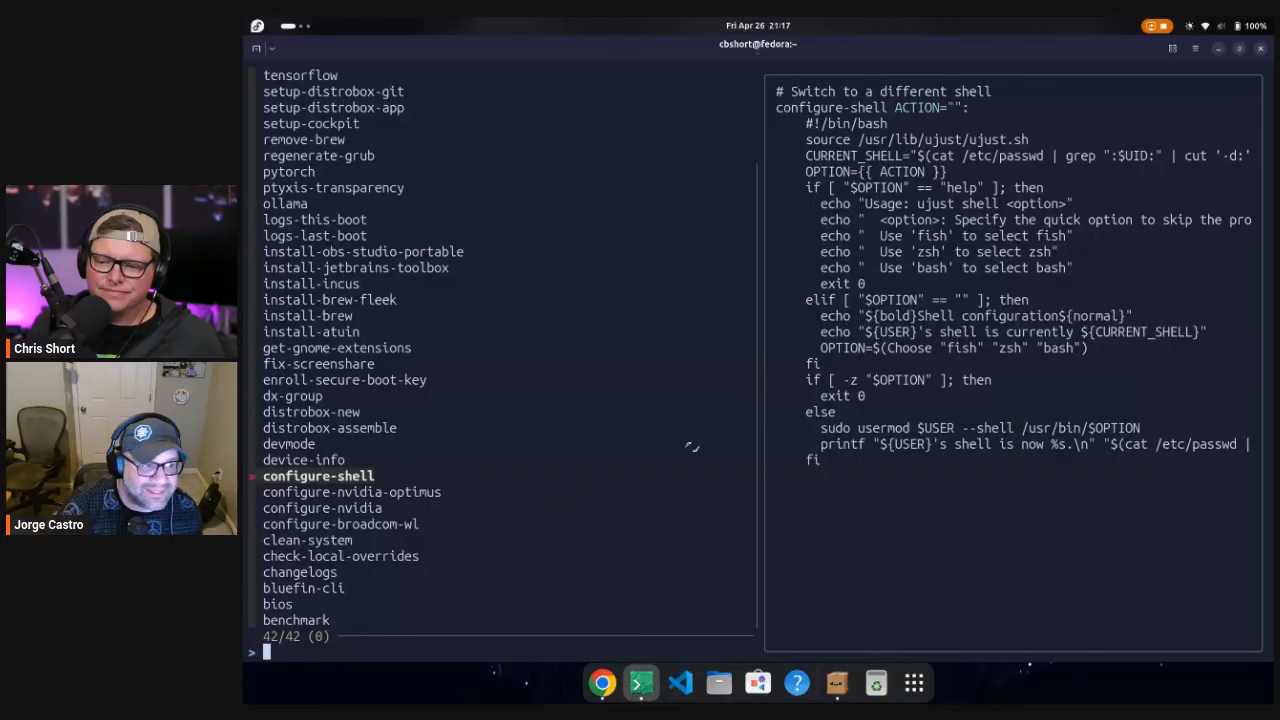 Fri Apr 26 21:17
100%
cbshort@fedora:~
tensorflow
setup-distrobox-git
setup-distrobox-app
setup-cockpit
remove-brew
regenerate-grub
pytorch
ptyxis-transparency
ollama
logs-this-boot
logs-last-boot
install-obs-studio-portable
install-jetbrains-toolbox
install-incus
install-brew-fleek
install-brew
install-atuin
get-gnome-extensions
fix-screenshare
enroll-secure-boot-key
dx-group
distrobox-new
distrobox-assemble
devmode
device-info
> configure-shell
configure-nvidia-optimus
configure-nvidia
configure-broadcom-wl
clean-system
check-local-overrides
changelogs
bluefin-cli
bios
benchmark
42/42 (0)
>
# Switch to a different shell
configure-shell ACTION="":
#!/bin/bash
source /usr/lib/ujust/ujust.sh
CURRENT_SHELL="$(cat /etc/passwd | grep ":$UID:" | cut '-d:'
OPTION={{ ACTION }}
if [ "$OPTION" == "help" ]; then
echo "Usage: ujust shell <option>"
echo "  <option>: Specify the quick option to skip the pro
echo "  Use 'fish' to select fish"
echo "  Use 'zsh' to select zsh"
echo "  Use 'bash' to select bash"
exit 0
elif [ "$OPTION" == "" ]; then
echo "${bold}Shell configuration${normal}"
echo "${USER}'s shell is currently ${CURRENT_SHELL}"
OPTION=$(Choose "fish" "zsh" "bash")
fi
if [ -z "$OPTION" ]; then
exit 0
else
sudo usermod $USER --shell /usr/bin/$OPTION
printf "${USER}'s shell is now %s.\n" "$(cat /etc/passwd |
fi
Chris Short
Jorge Castro